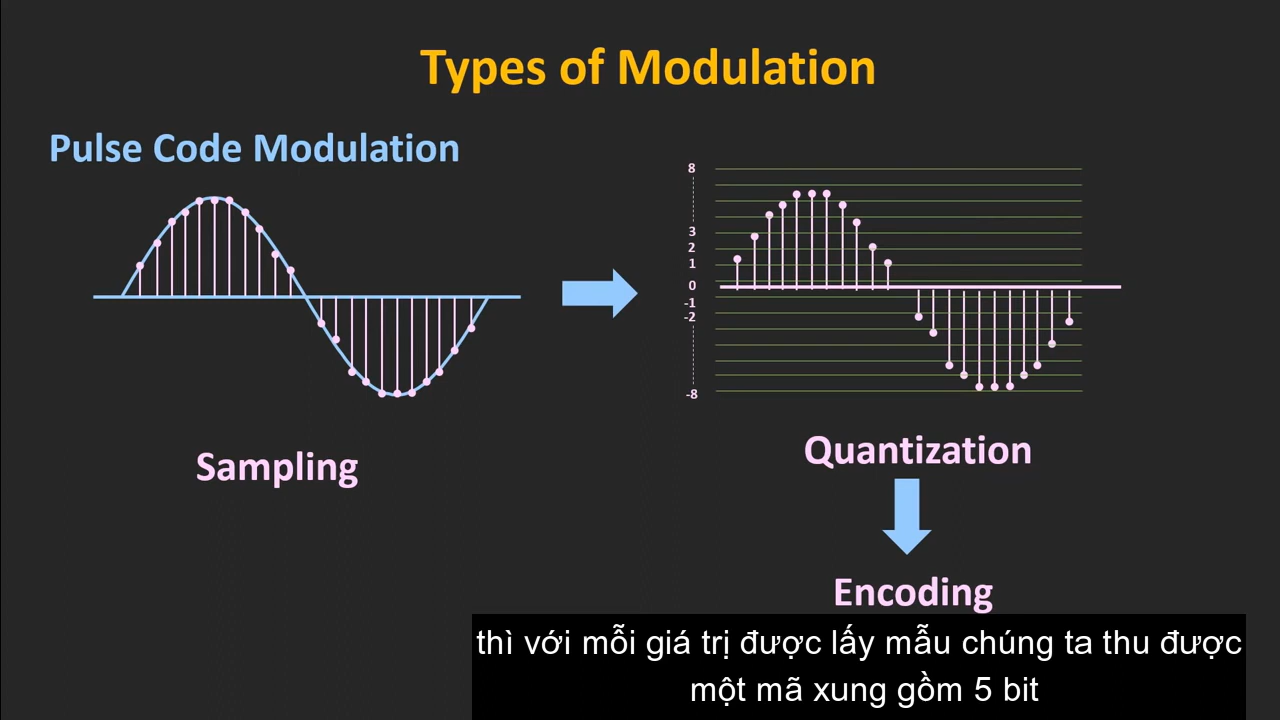 Types of Modulation
Pulse Code Modulation
8
3
2
1
0
-1
-2
-8
Sampling
Quantization
Encoding
thì với mỗi giá trị được lấy mẫu chúng ta thu được
một mã xung gồm 5 bit